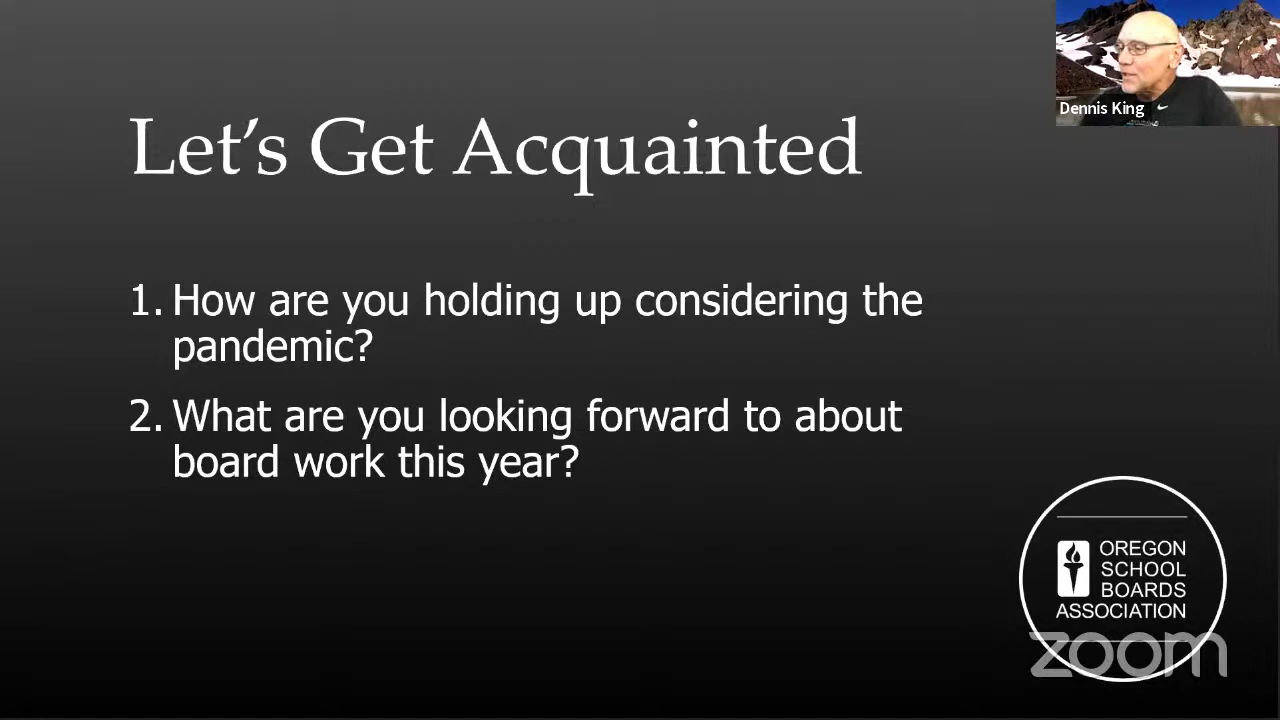 Dennis King
Let's Get Acquainted
1. How are you holding up considering the
pandemic?
2. What are you looking forward to about
board work this year?
OREGON
SCHOOL
BOARDS
ASSOCIATION
zoom